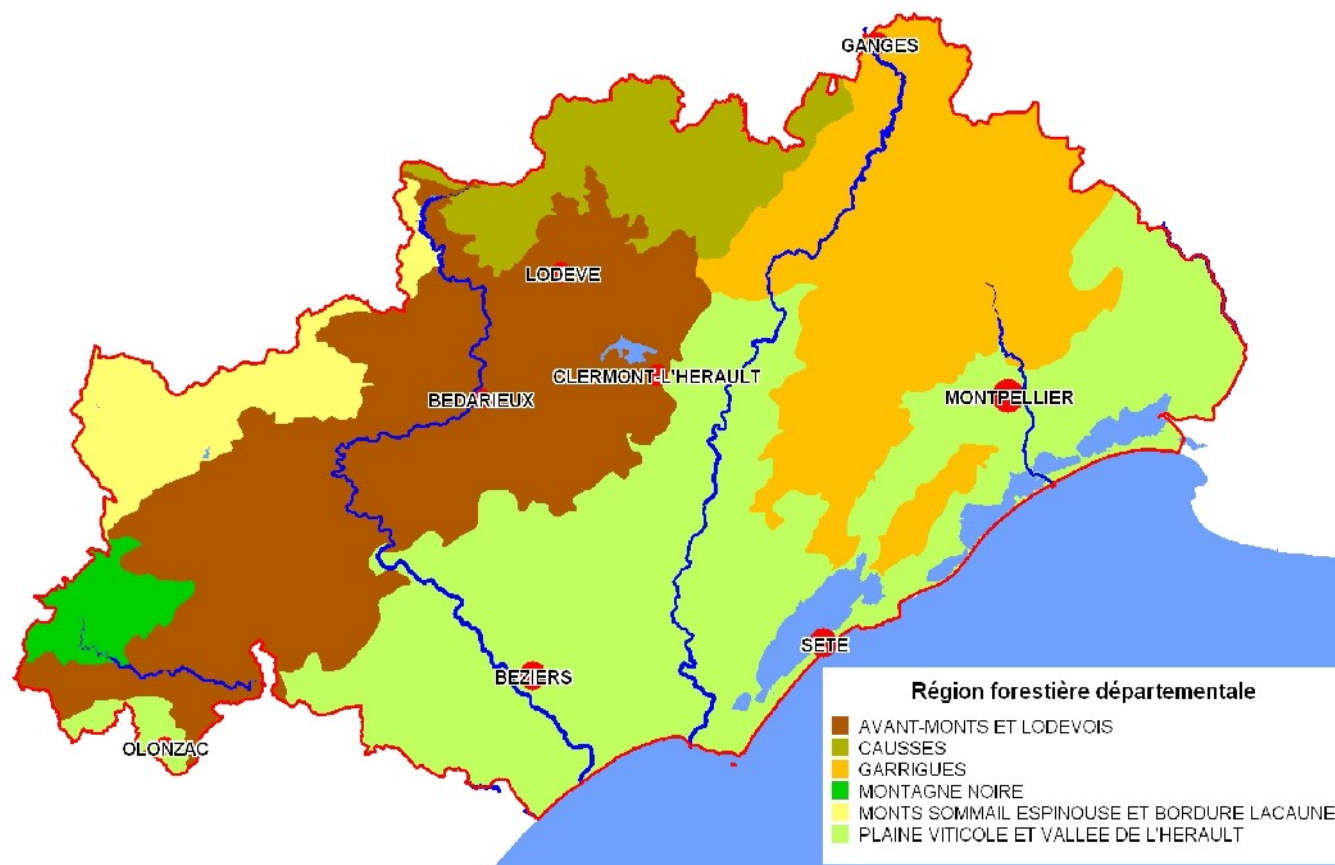 GANGES
LODEVE
CLERMONT-L'HERAULT
BEDARIEUX
MONTPELLIER
SETE
BEZIERS
OLONZAC
Région forestière départementale
AVANT-MONTS ET LODEVOIS
CAUSSES
GARRIGUES
MONTAGNE NOIRE
MONTS SOMMAIL ESPINOUSE ET BORDURE LACAUNE
PLAINE VITICOLE ET VALLEE DE L'HERAULT